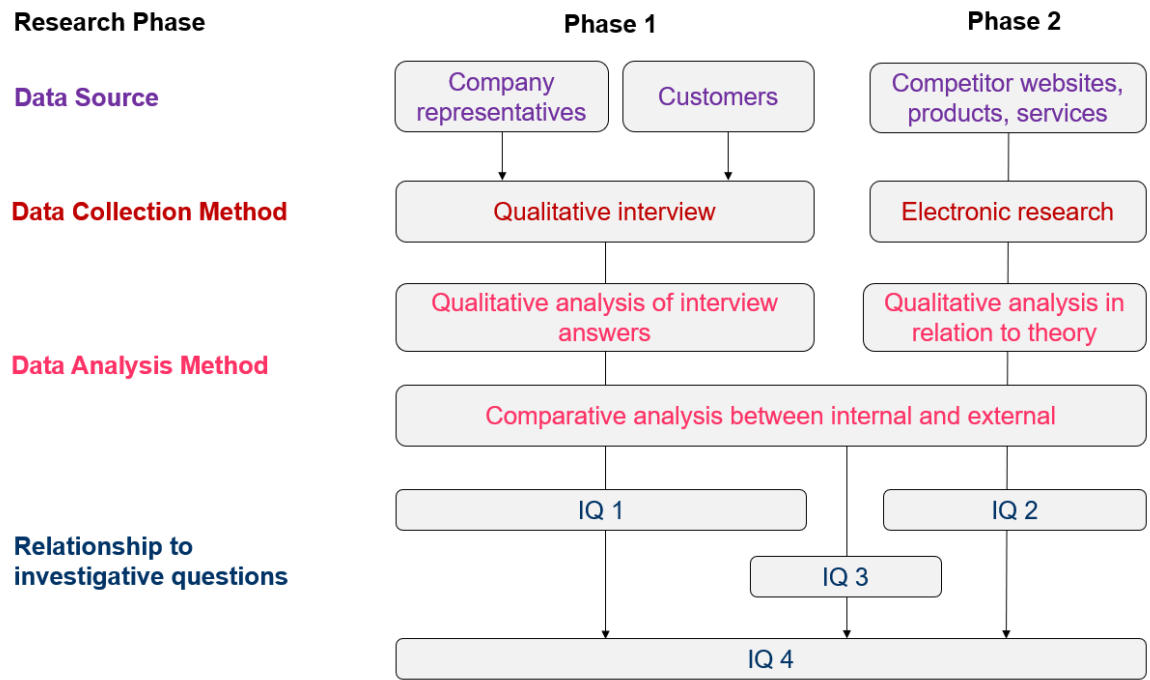 Research Phase
Phase 1
Phase 2
Data Source
Company
representatives
Customers
Competitor websites,
products, services
Data Collection Method
Qualitative interview
Electronic research
Data Analysis Method
Qualitative analysis of interview
answers
Qualitative analysis in
relation to theory
Comparative analysis between internal and external
Relationship to
investigative questions
IQ 1
IQ 2
IQ 3
IQ 4